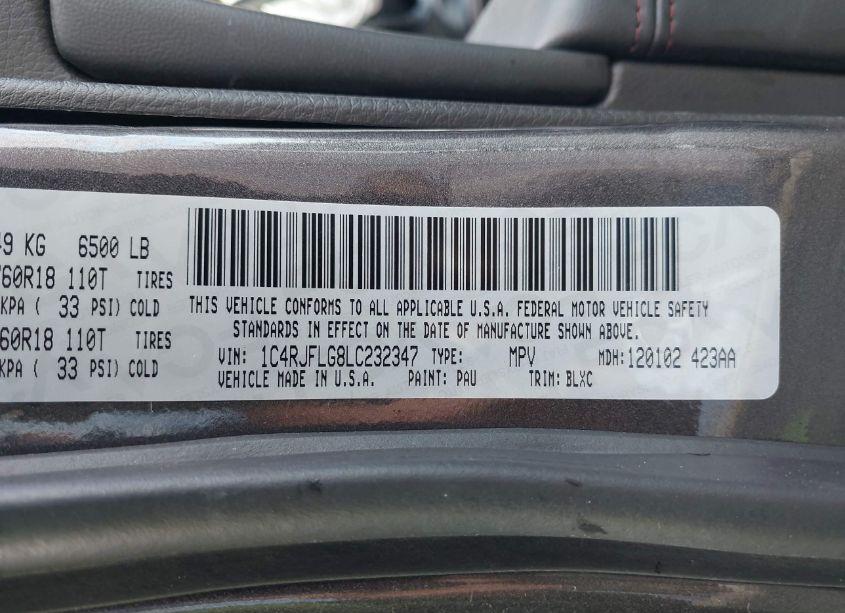 49 KG 6500 LB
/60R18 110T TIRES
KPA ( 33 PSI) COLD
60R18 110T TIRES
KPA ( 33 PSI) COLD
THIS VEHICLE CONFORMS TO ALL APPLICABLE U.S.A. FEDERAL MOTOR VEHICLE SAFETY
STANDARDS IN EFFECT ON THE DATE OF MANUFACTURE SHOWN ABOVE.
VIN: 1C4RJFLG8LC232347 TYPE: MPV MDH:120102 423AA
VEHICLE MADE IN U.S.A. PAINT: PAU TRIM: BLXC